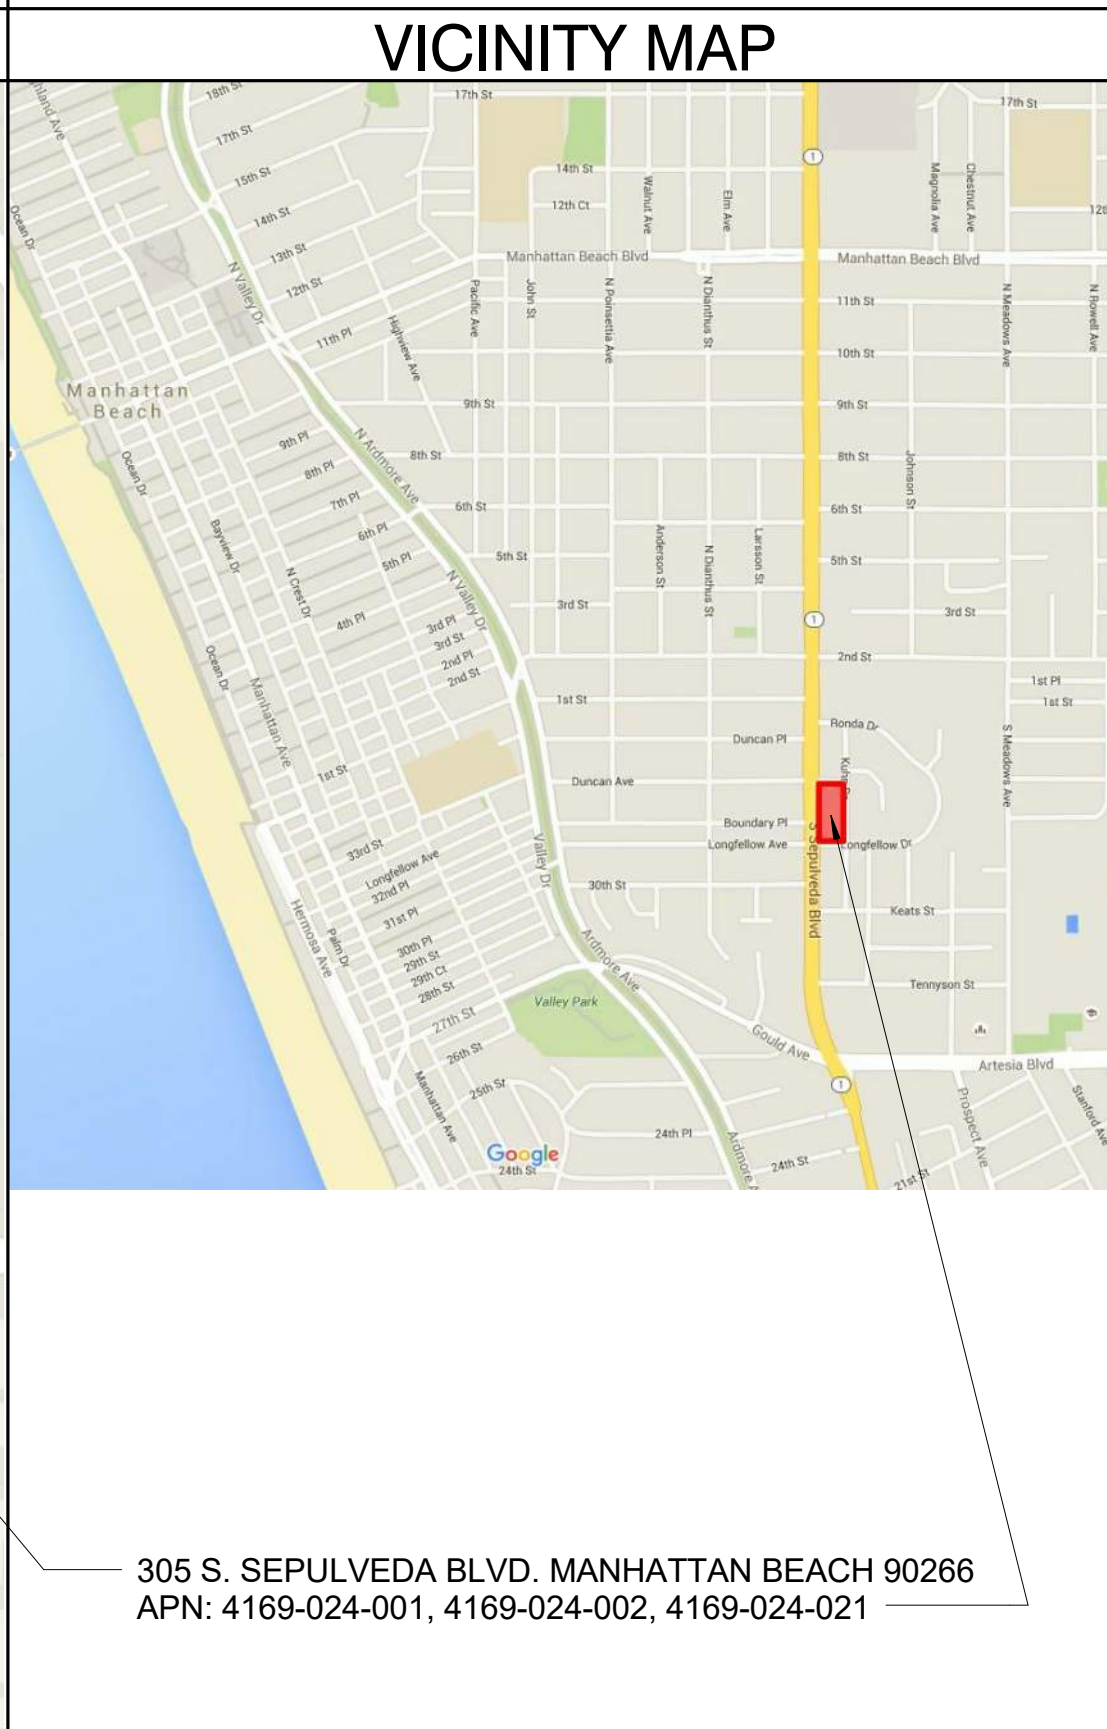 VICINITY MAP
18th St
17th St
17th St
17th St
15th St
14th St
14th St
Walnut Ave
Elm Ave
1
Magnolia Ave
Chestnut Ave
12th Ct
Ocean Dr
13th St
12th St
N Valley Dr
Manhattan Beach Blvd
Manhattan Beach Blvd
Pacific Ave
John St
N Poinsettia Ave
N Dianthus St
11th St
N Meadows Ave
N Rowell Ave
11th Pl
Highview Ave
10th St
Manhattan
Beach
9th St
9th St
9th Pl
N Ardmore Ave
8th St
8th St
Johnson St
Ocean Dr
8th Pl
7th Pl
6th St
6th St
6th Pl
Bayview Dr
5th Pl
5th St
Anderson St
N Dianthus St
Larsson St
5th St
N Crest Dr
N Valley Dr
4th Pl
3rd St
3rd St
1
3rd Pl
3rd St
2nd Pl
2nd St
2nd St
Ocean Dr
Manhattan Ave
1st St
1st Pl
1st St
Ronda Dr
Duncan Pl
S Meadows Ave
1st St
Duncan Ave
Boundary Pl
Longfellow Ave
Longfellow Dr
S Sepulveda Blvd
33rd St
Longfellow Ave
32nd Pl
31st Pl
Valley Dr
30th St
Keats St
Hermosa Ave
Palm Dr
30th Pl
29th St
29th Ct
28th St
27th St
26th St
25th St
Ardmore Ave
Valley Park
Tennyson St
Gould Ave
Artesia Blvd
1
Manhattan Ave
Prospect Ave
Stanford Ave
24th Pl
Google
24th St
24th St
21st St
305 S. SEPULVEDA BLVD. MANHATTAN BEACH 90266
APN: 4169-024-001, 4169-024-002, 4169-024-021